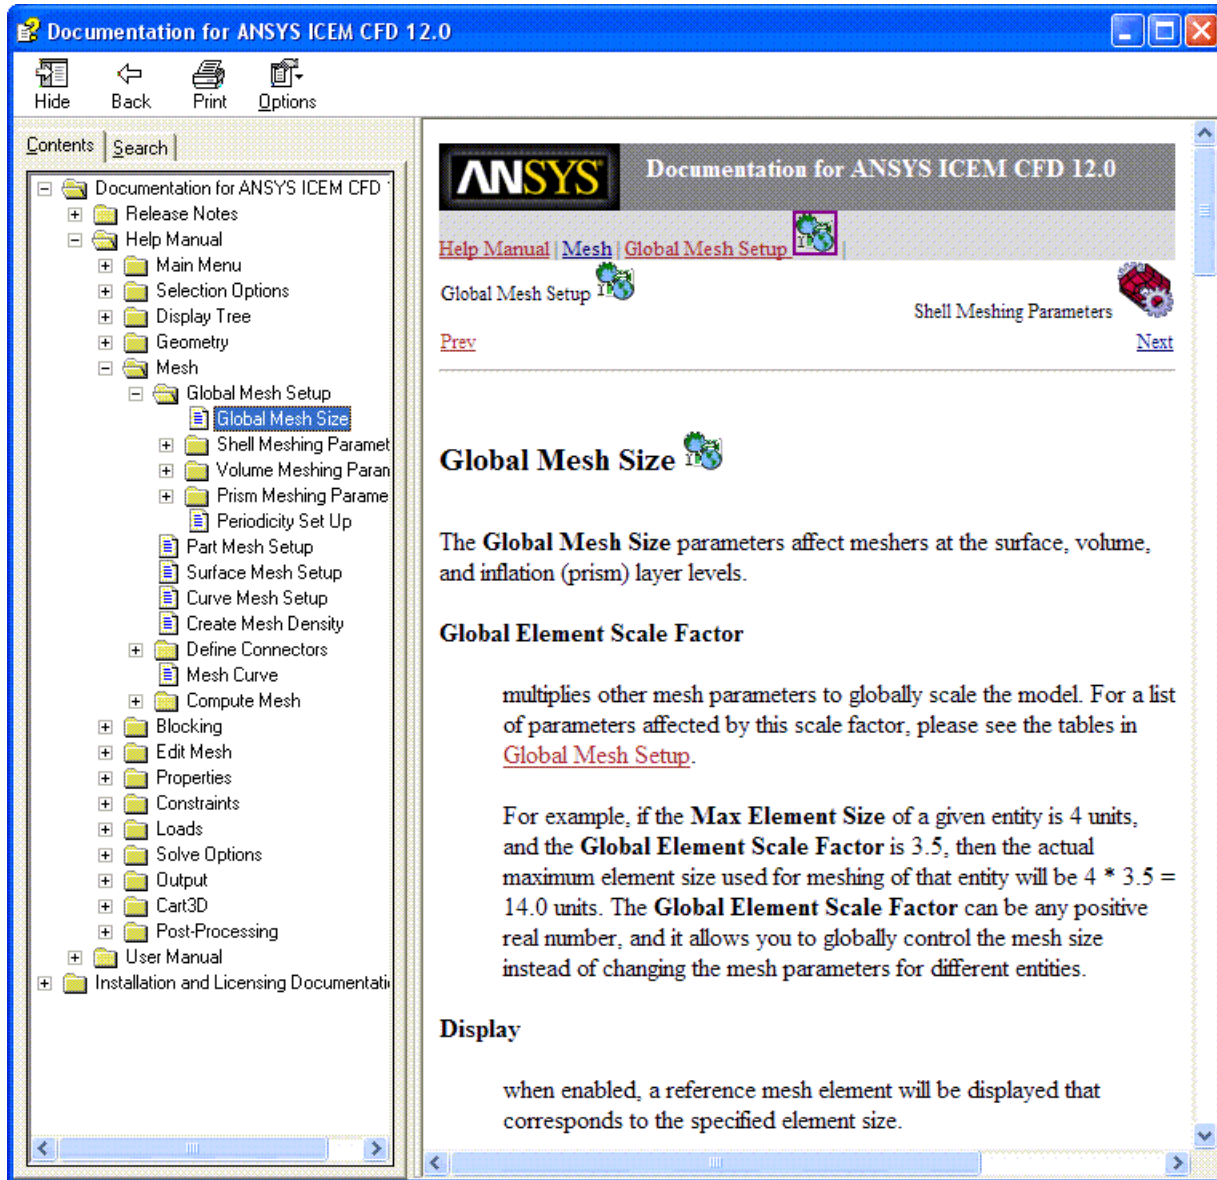 Documentation for ANSYS ICEM CFD 12.0
Hide Back Print Options
Contents Search
Documentation for ANSYS ICEM CFD
Release Notes
Help Manual
Main Menu
Selection Options
Display Tree
Geometry
Mesh
Global Mesh Setup
Global Mesh Size
Shell Meshing Paramet
Volume Meshing Paran
Prism Meshing Parame
Periodicity Set Up
Part Mesh Setup
Surface Mesh Setup
Curve Mesh Setup
Create Mesh Density
Define Connectors
Mesh Curve
Compute Mesh
Blocking
Edit Mesh
Properties
Constraints
Loads
Solve Options
Output
Cart3D
Post-Processing
User Manual
Installation and Licensing Documentati
ANSYS Documentation for ANSYS ICEM CFD 12.0
Help Manual | Mesh | Global Mesh Setup |
Global Mesh Setup
Shell Meshing Parameters
Prev Next
Global Mesh Size
The Global Mesh Size parameters affect meshers at the surface, volume,
and inflation (prism) layer levels.
Global Element Scale Factor
multiplies other mesh parameters to globally scale the model. For a list
of parameters affected by this scale factor, please see the tables in
Global Mesh Setup.
For example, if the Max Element Size of a given entity is 4 units,
and the Global Element Scale Factor is 3.5, then the actual
maximum element size used for meshing of that entity will be 4 * 3.5 =
14.0 units. The Global Element Scale Factor can be any positive
real number, and it allows you to globally control the mesh size
instead of changing the mesh parameters for different entities.
Display
when enabled, a reference mesh element will be displayed that
corresponds to the specified element size.